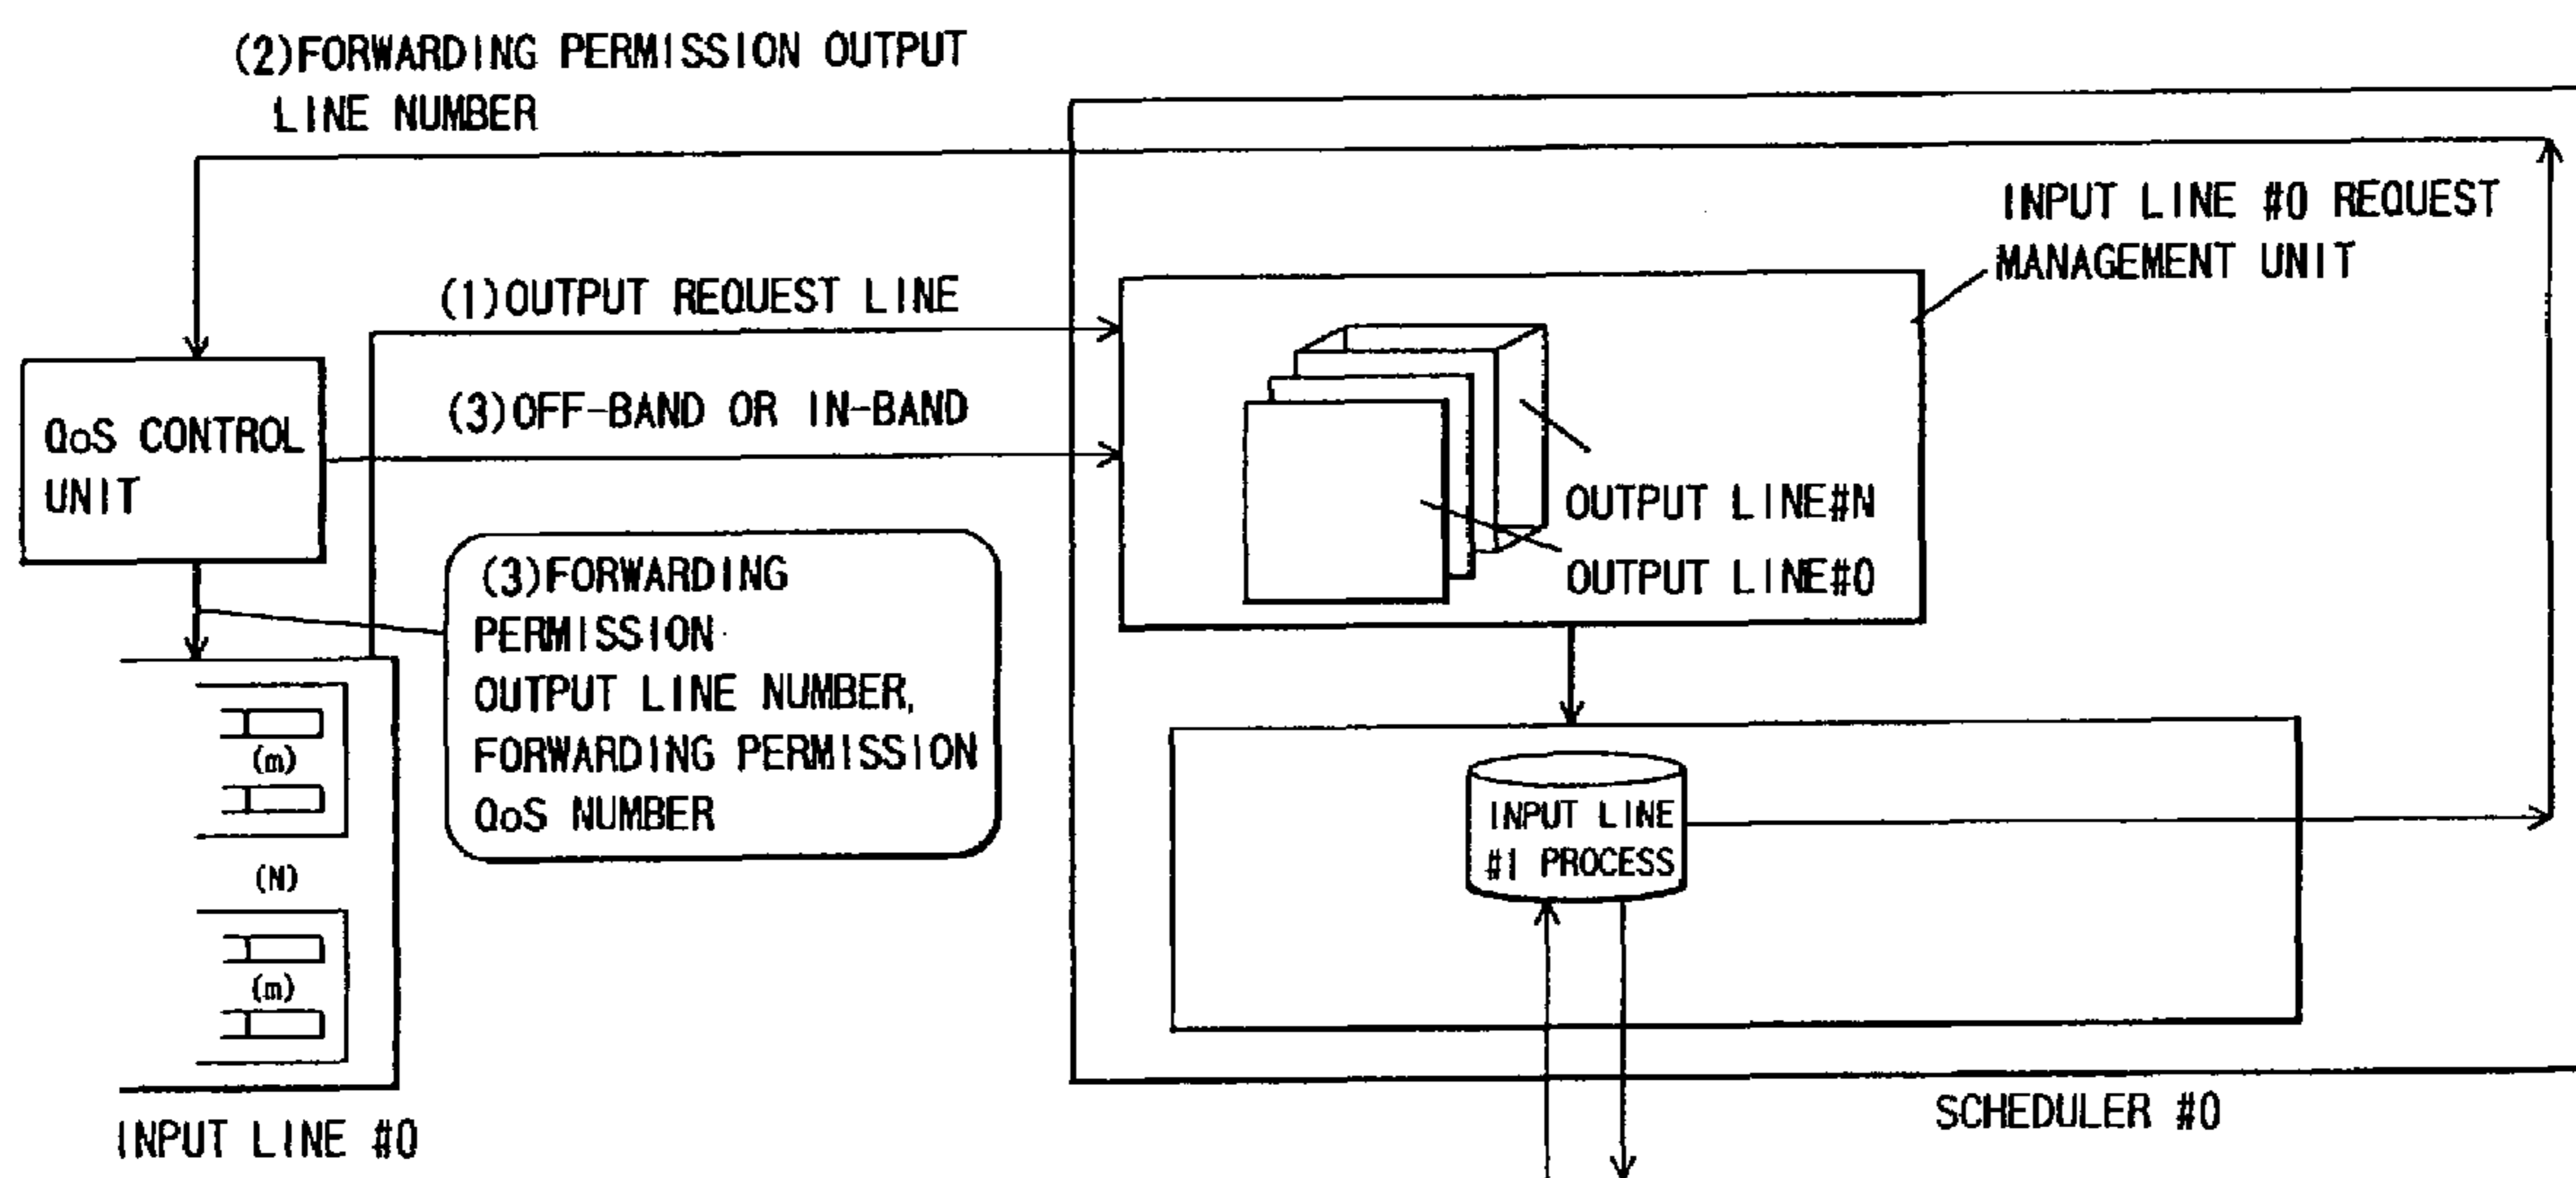 (2)FORWARDING PERMISSION OUTPUT
LINE NUMBER
INPUT LINE #0 REQUEST
MANAGEMENT UNIT
(1)OUTPUT REQUEST LINE
(3)OFF-BAND OR IN-BAND
QoS CONTROL
UNIT
OUTPUT LINE#N
OUTPUT LINE#0
(3)FORWARDING
PERMISSION
OUTPUT LINE NUMBER,
FORWARDING PERMISSION
QoS NUMBER
(m)
(N)
(m)
INPUT LINE
#1 PROCESS
INPUT LINE #0
SCHEDULER #0